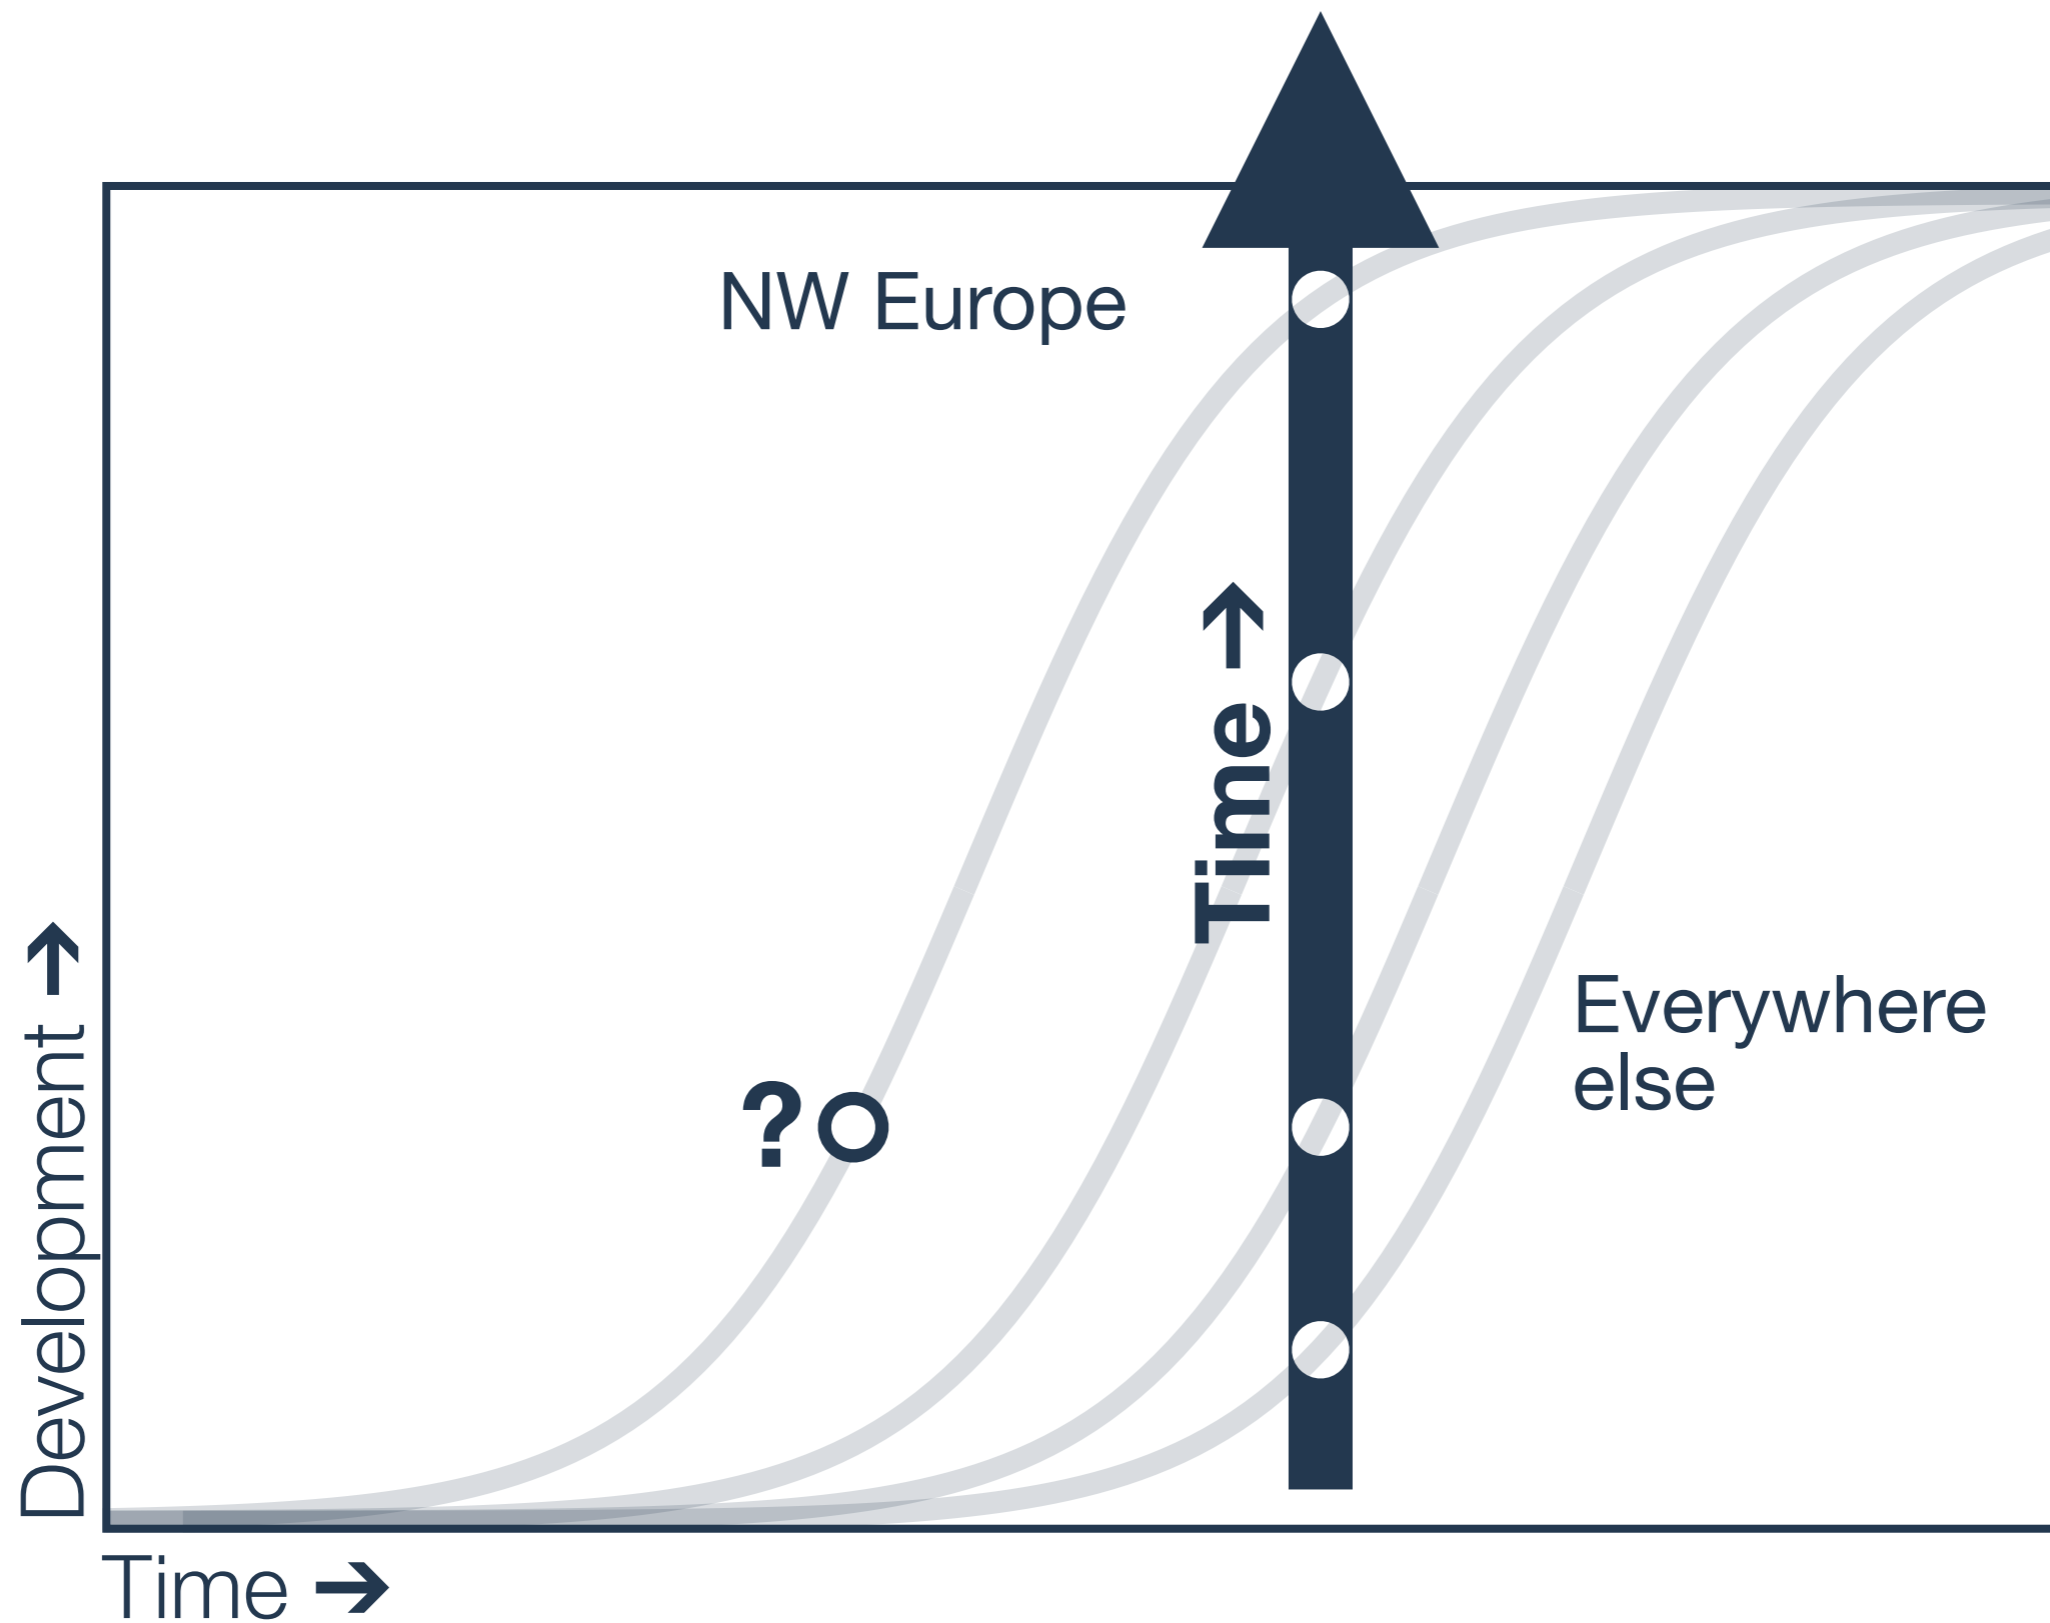 NW Europe
Time →
?
Everywhere
else
Development →
Time →